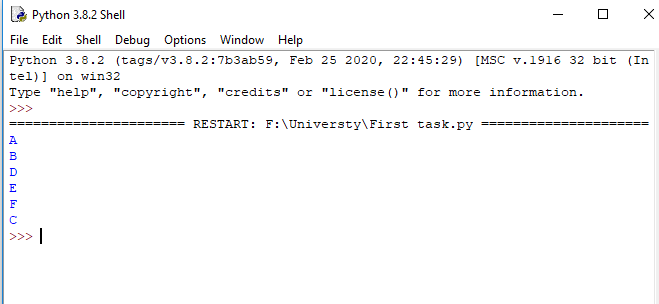 Python 3.8.2 Shell
File Edit Shell Debug Options Window Help
Python 3.8.2 (tags/v3.8.2:7b3ab59, Feb 25 2020, 22:45:29) [MSC v.1916 32 bit (In
tel)] on win32
Type "help", "copyright", "credits" or "license()" for more information.
>>>
====================== RESTART: F:\Universty\First task.py =====================
A
B
D
E
F
C
>>>